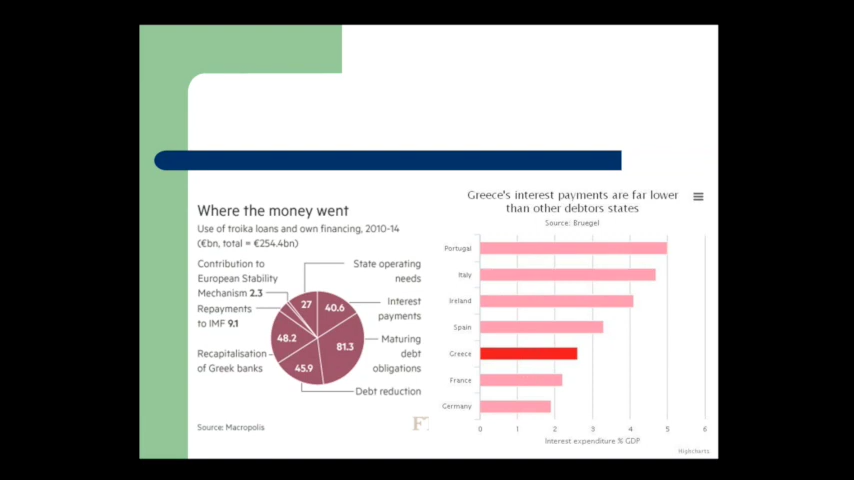 Where the money went
Use of troika loans and own financing, 2010-14
(€bn, total = €254.4bn)
Contribution to
European Stability
Mechanism 2.3
Repayments
to IMF 9.1
Recapitalisation
of Greek banks
State operating
needs
Interest
payments
Maturing
debt
obligations
Debt reduction
27
40.6
81.3
45.9
48.2
Source: Macropolis
Greece's interest payments are far lower
than other debtors states
Source: Bruegel
Portugal
Italy
Ireland
Spain
Greece
France
Germany
0 1 2 3 4 5 6
Interest expenditure % GDP
Highcharts